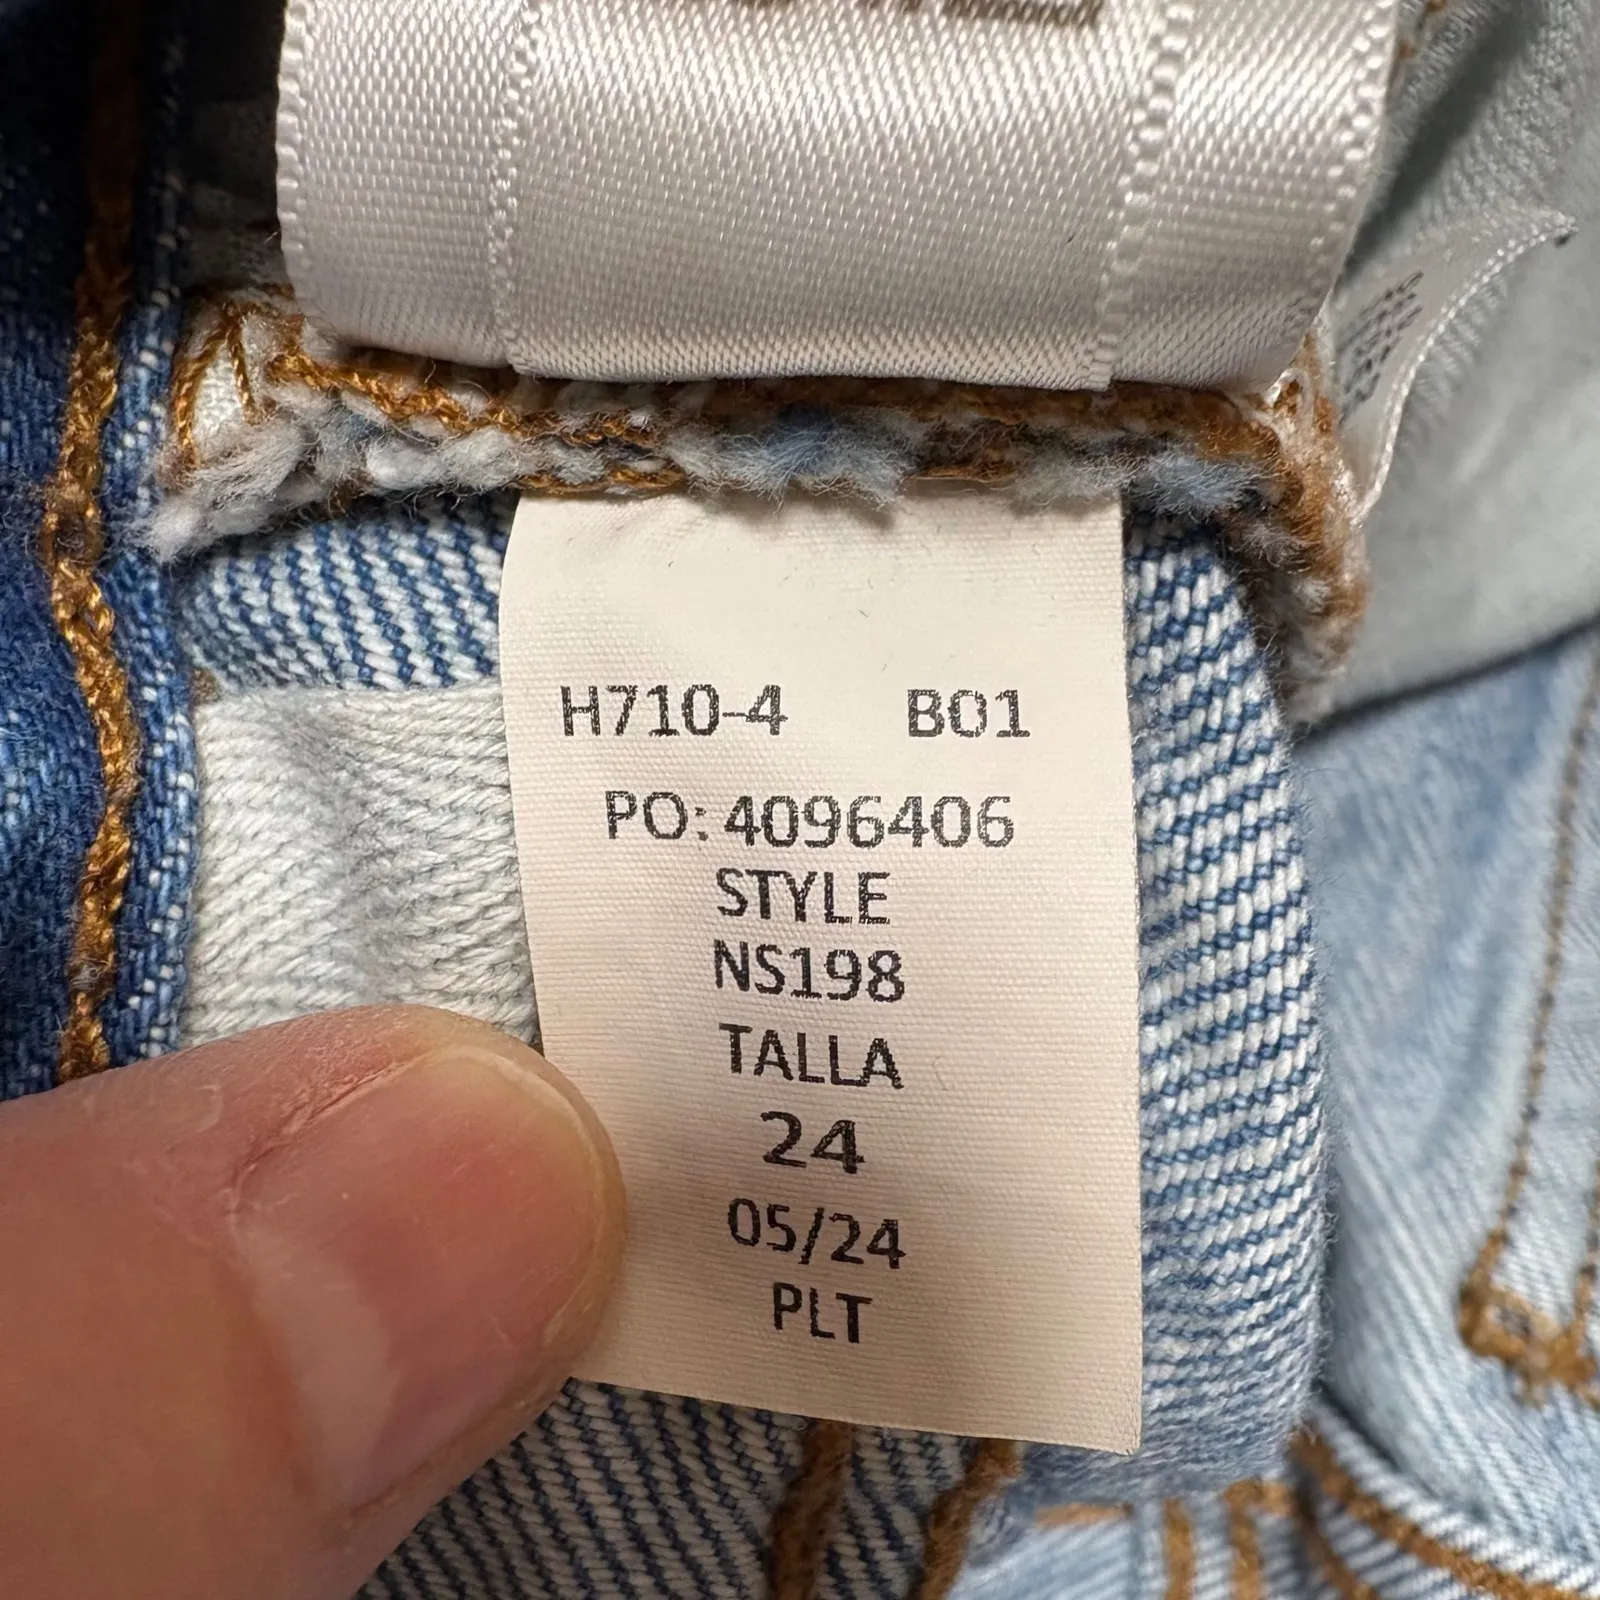 H710-4 B01
PO:4096406
STYLE
NS198
TALLA
24
05/24
PLT